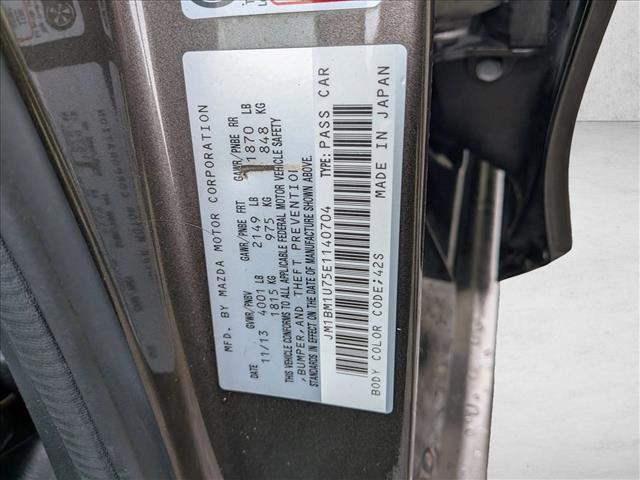 MFD. BY MAZDA MOTOR CORPORATION
DATE GVWR/PNBV GAWR/PNBE FRT GAWR/PNBE RR
11/13 4001 LB 2149 LB 1870 LB
1815 KG 975 KG 848 KG
THIS VEHICLE CONFORMS TO ALL APPLICABLE FEDERAL MOTOR VEHICLE SAFETY
,BUMPER,AND THEFT PREVENTION
STANDARDS IN EFFECT ON THE DATE OF MANUFACTURE SHOWN ABOVE.
JM1BM1U75E1140704 TYPE:PASS CAR
BODY COLOR CODE:42S MADE IN JAPAN